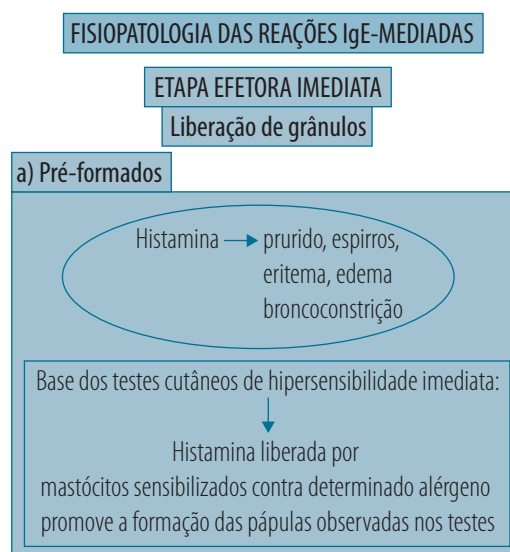 FISIOPATOLOGIA DAS REAÇÕES IgE-MEDIADAS
ETAPA EFETORA IMEDIATA
Liberação de grânulos
a) Pré-formados
Histamina → prurido, espirros,
eritema, edema
broncoconstrição
Base dos testes cutâneos de hipersensibilidade imediata:
Histamina liberada por
mastócitos sensibilizados contra determinado alérgeno
promove a formação das pápulas observadas nos testes